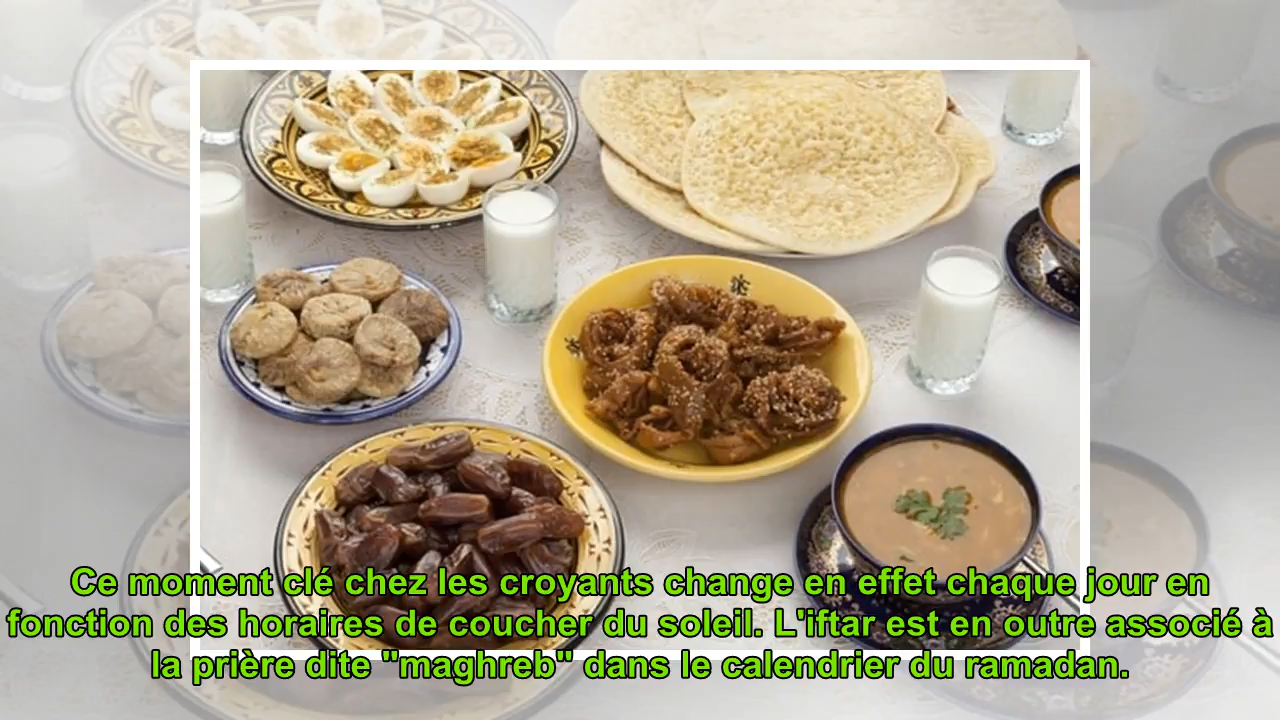 Ce moment clé chez les croyants change en effet chaque jour en
fonction des horaires de coucher du soleil. L'iftar est en outre associé à
la prière dite "maghreb" dans le calendrier du ramadan.